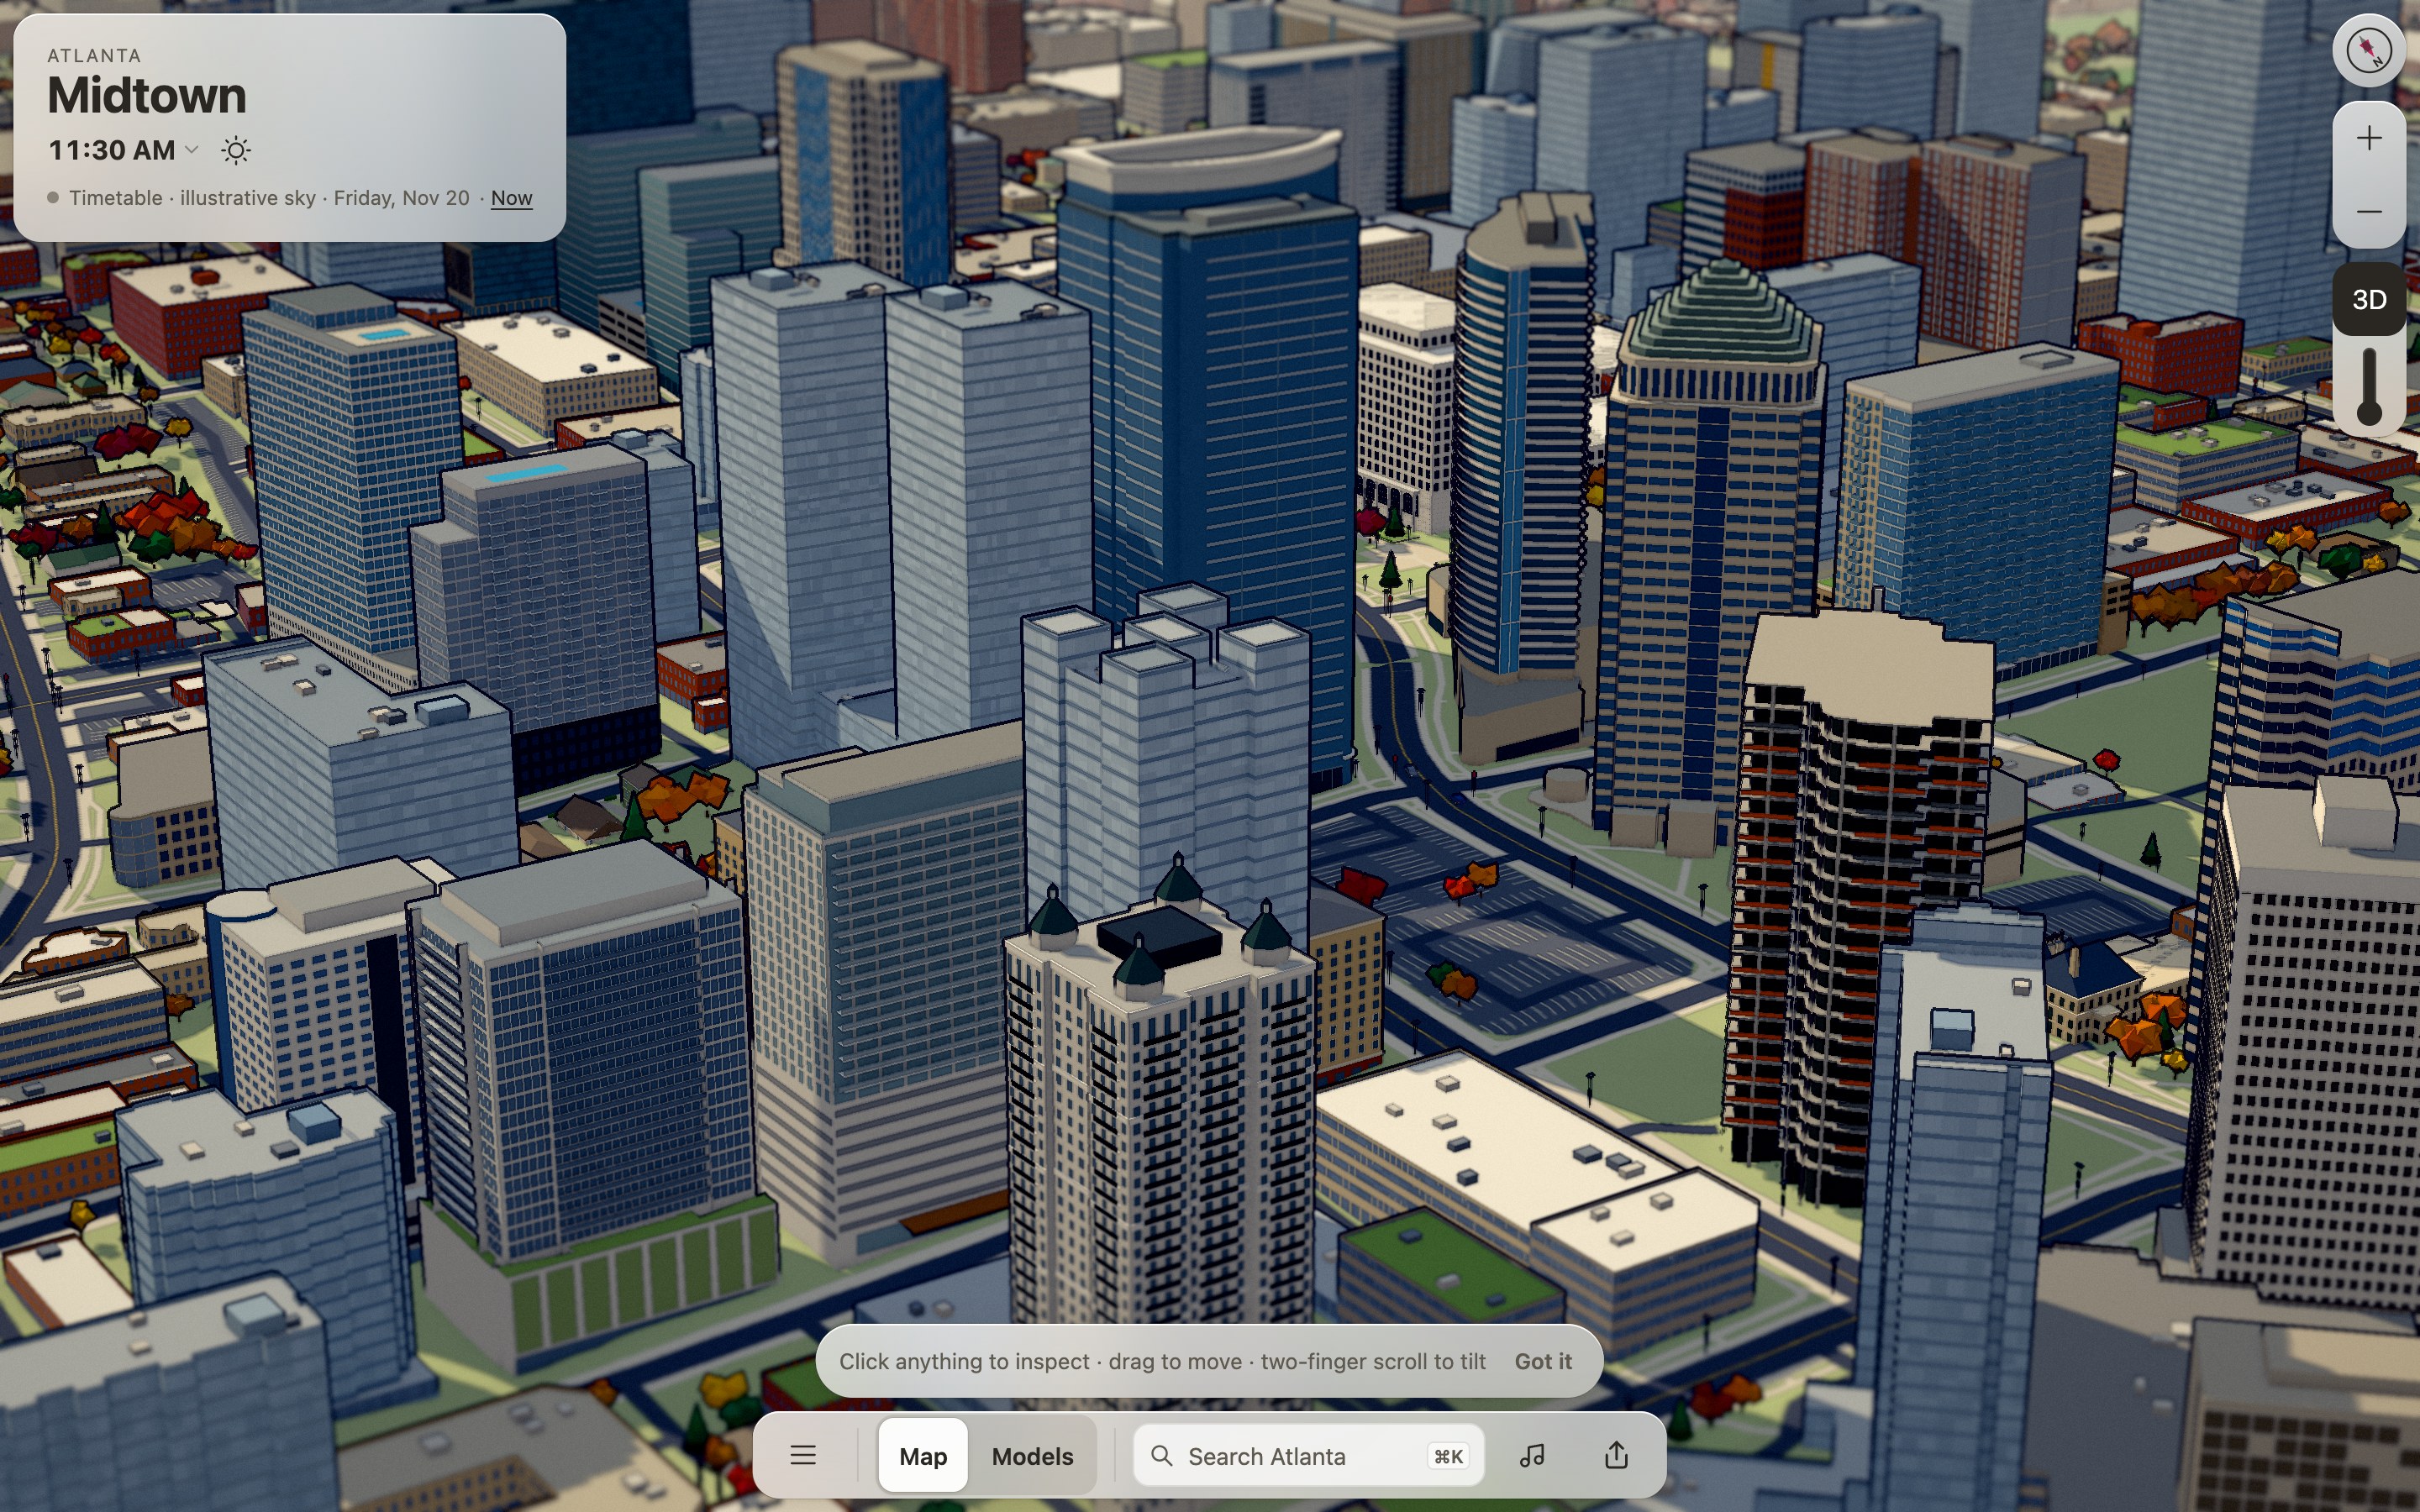 ATLANTA
Midtown
11:30 AM
Timetable · illustrative sky · Friday, Nov 20 · Now
N
+
−
3D
Click anything to inspect · drag to move · two-finger scroll to tilt Got it
Map Models Search Atlanta ⌘K